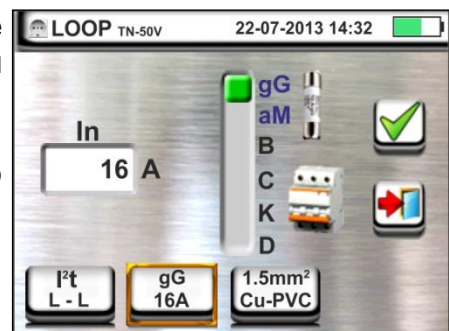 LOOP TN-50V 22-07-2013 14:32
gG
aM
In
B
16 A
C
K
D
I²t
L - L
gG
16A
1.5mm²
Cu-PVC